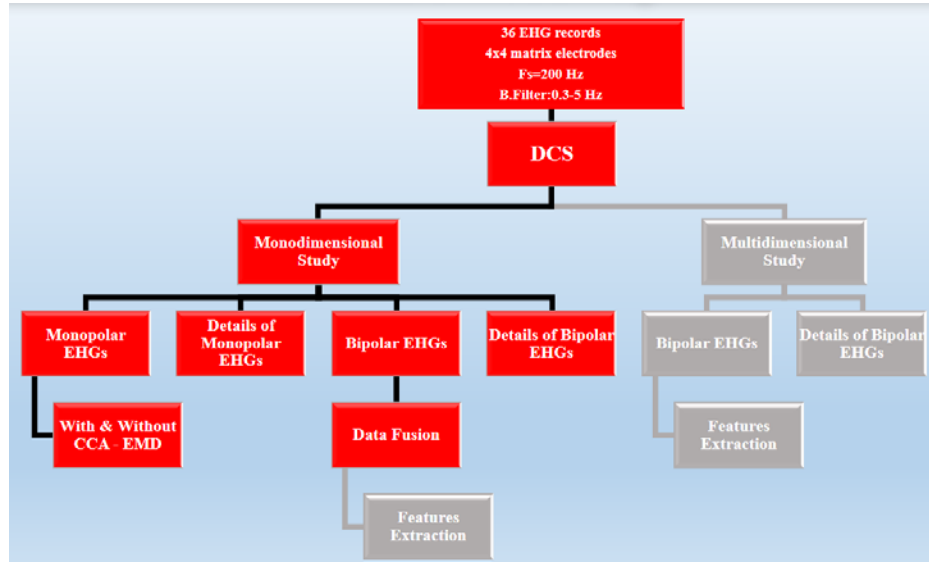 36 EHG records
4x4 matrix electrodes
Fs=200 Hz
B.Filter:0.3-5 Hz
DCS
Monodimensional
Study
Multidimensional
Study
Monopolar
EHGs
Details of
Monopolar
EHGs
Bipolar EHGs
Details of Bipolar
EHGs
Bipolar EHGs
Details of Bipolar
EHGs
With & Without
CCA - EMD
Data Fusion
Features
Extraction
Features
Extraction